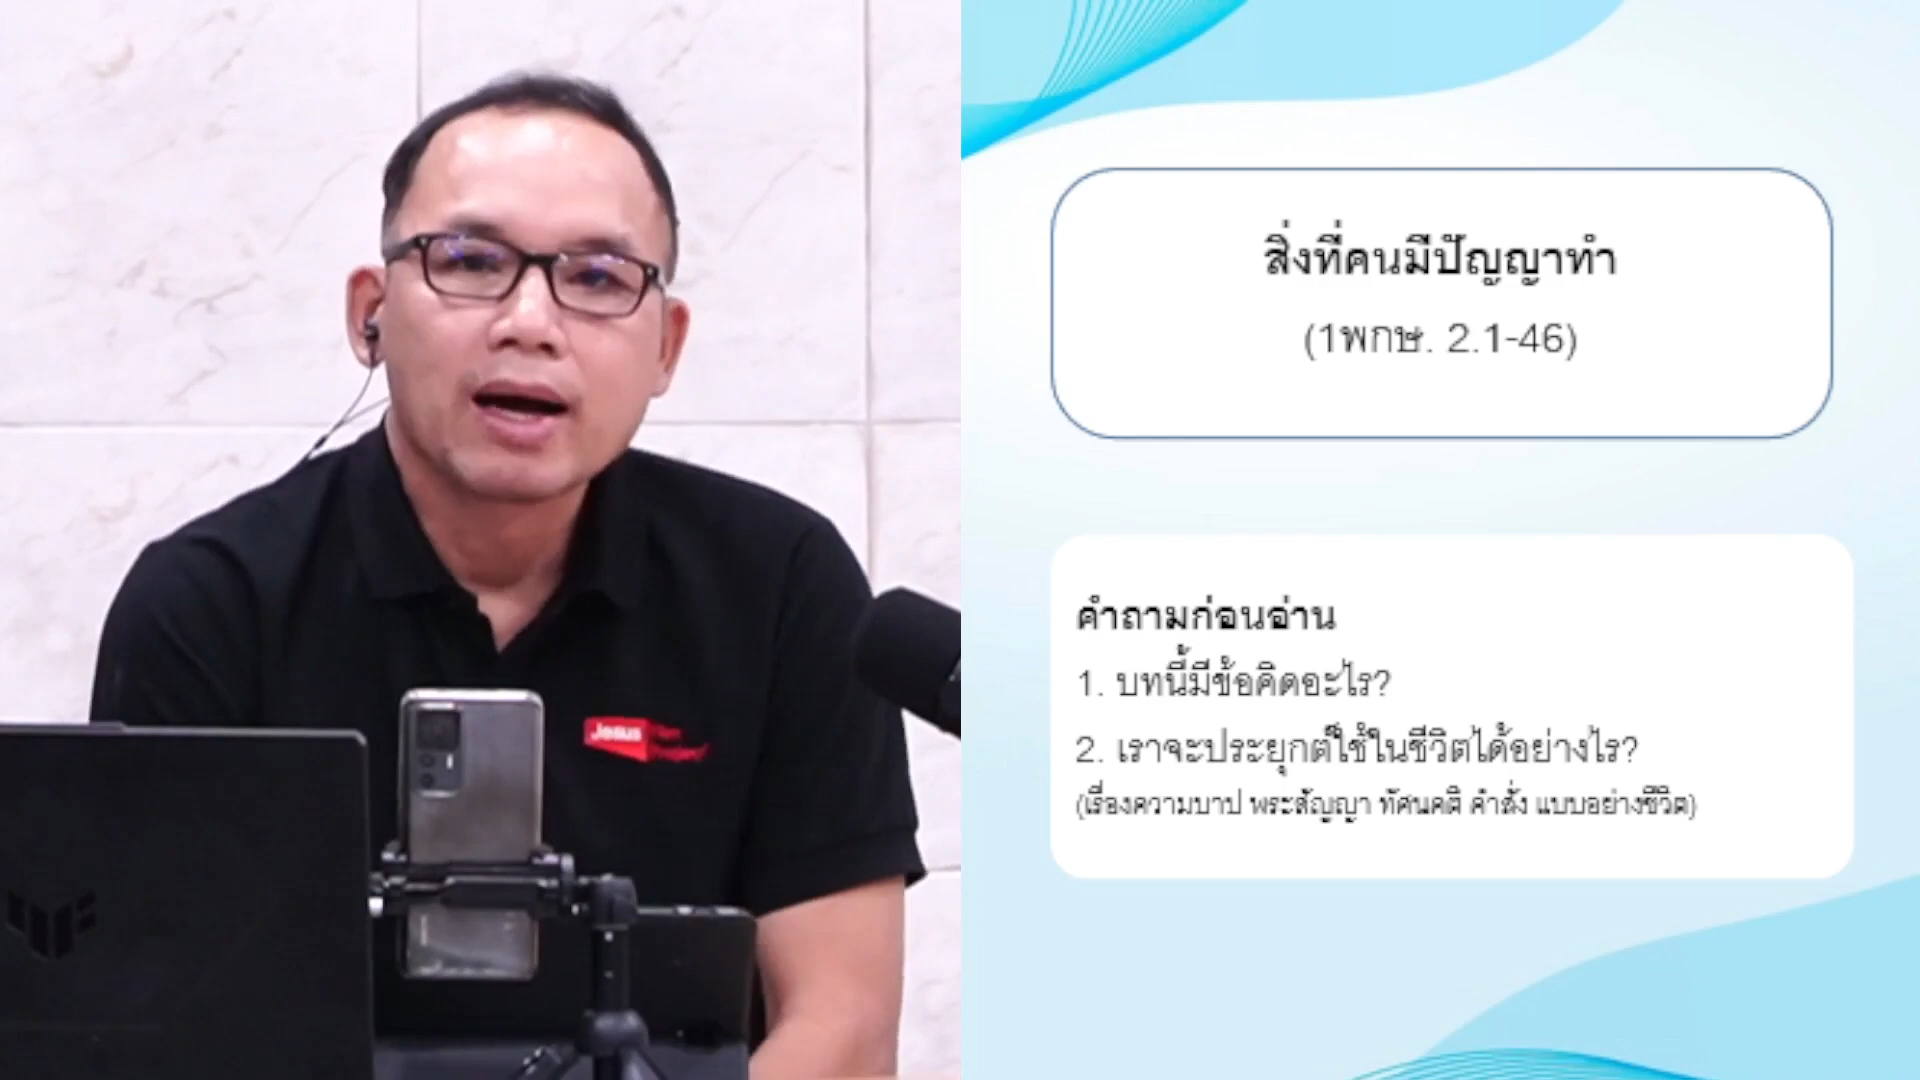 สิ่งที่คนมีปัญญาทำ
(1พกษ. 2.1-46)
คำถามก่อนอ่าน
1. บทนี้มีข้อคิดอะไร?
2. เราจะประยุกต์ใช้ในชีวิตได้อย่างไร?
(เรื่องความบาป พระสัญญา ทัศนคติ คำสั่ง แบบอย่างชีวิต)
Jesus